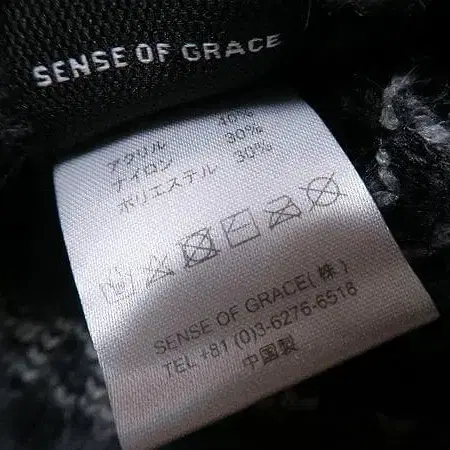 SENSE OF GRACE
アクリル 40%
ナイロン 30%
ポリエステル 30%
SENSE OF GRACE(株)
TEL +81 (0)3-6276-6518
中国製